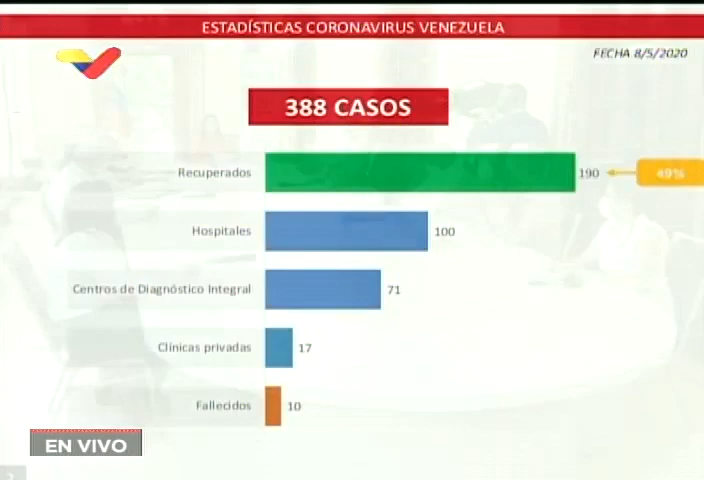 ESTADÍSTICAS CORONAVIRUS VENEZUELA
FECHA 8/5/2020
388 CASOS
Recuperados 190 49%
Hospitales 100
Centros de Diagnóstico Integral 71
Clínicas privadas 17
Fallecidos 10
EN VIVO
2